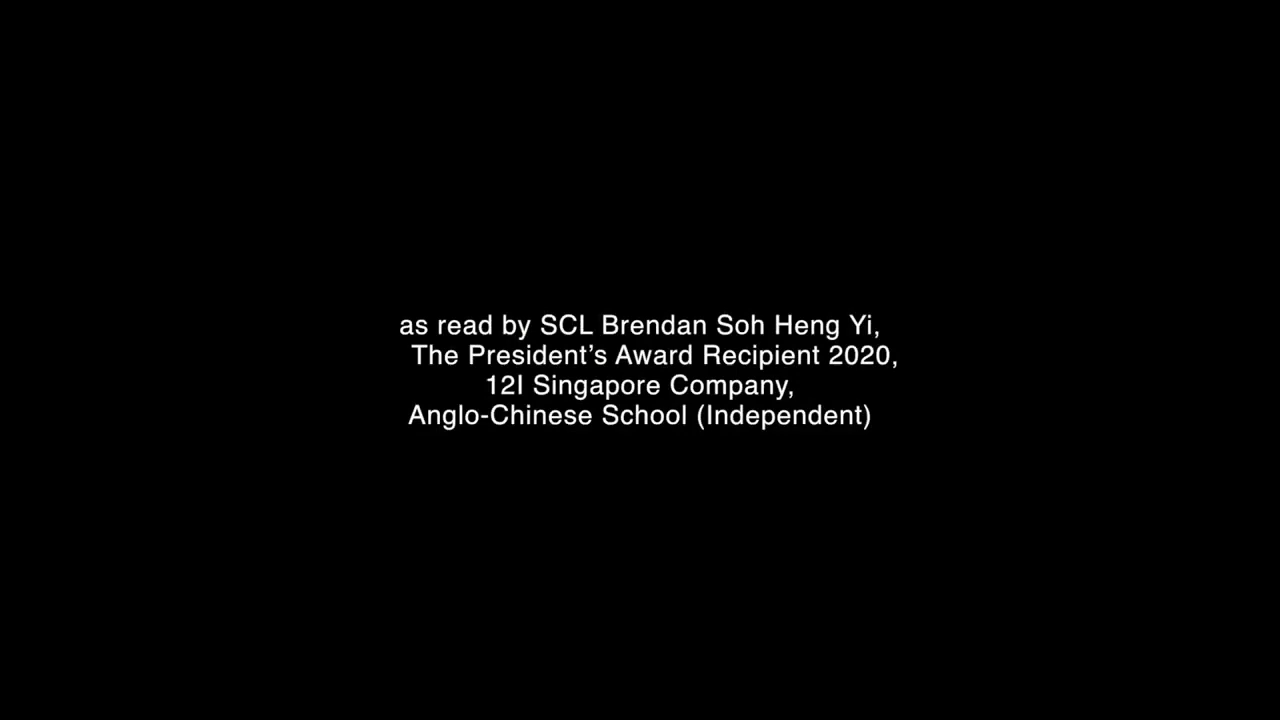 as read by SCL Brendan Soh Heng Yi,
The President’s Award Recipient 2020,
12I Singapore Company,
Anglo-Chinese School (Independent)